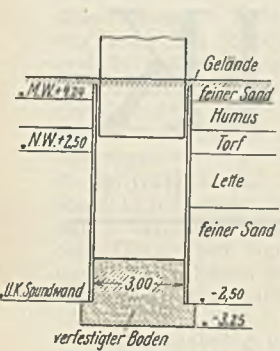 Gelände
M.W.+4,24
feiner Sand
Humus
N.W.+2,50
Torf
Lette
feiner Sand
3,00
U.K.Spundwand
-2,50
-3,25
verfestigter Boden